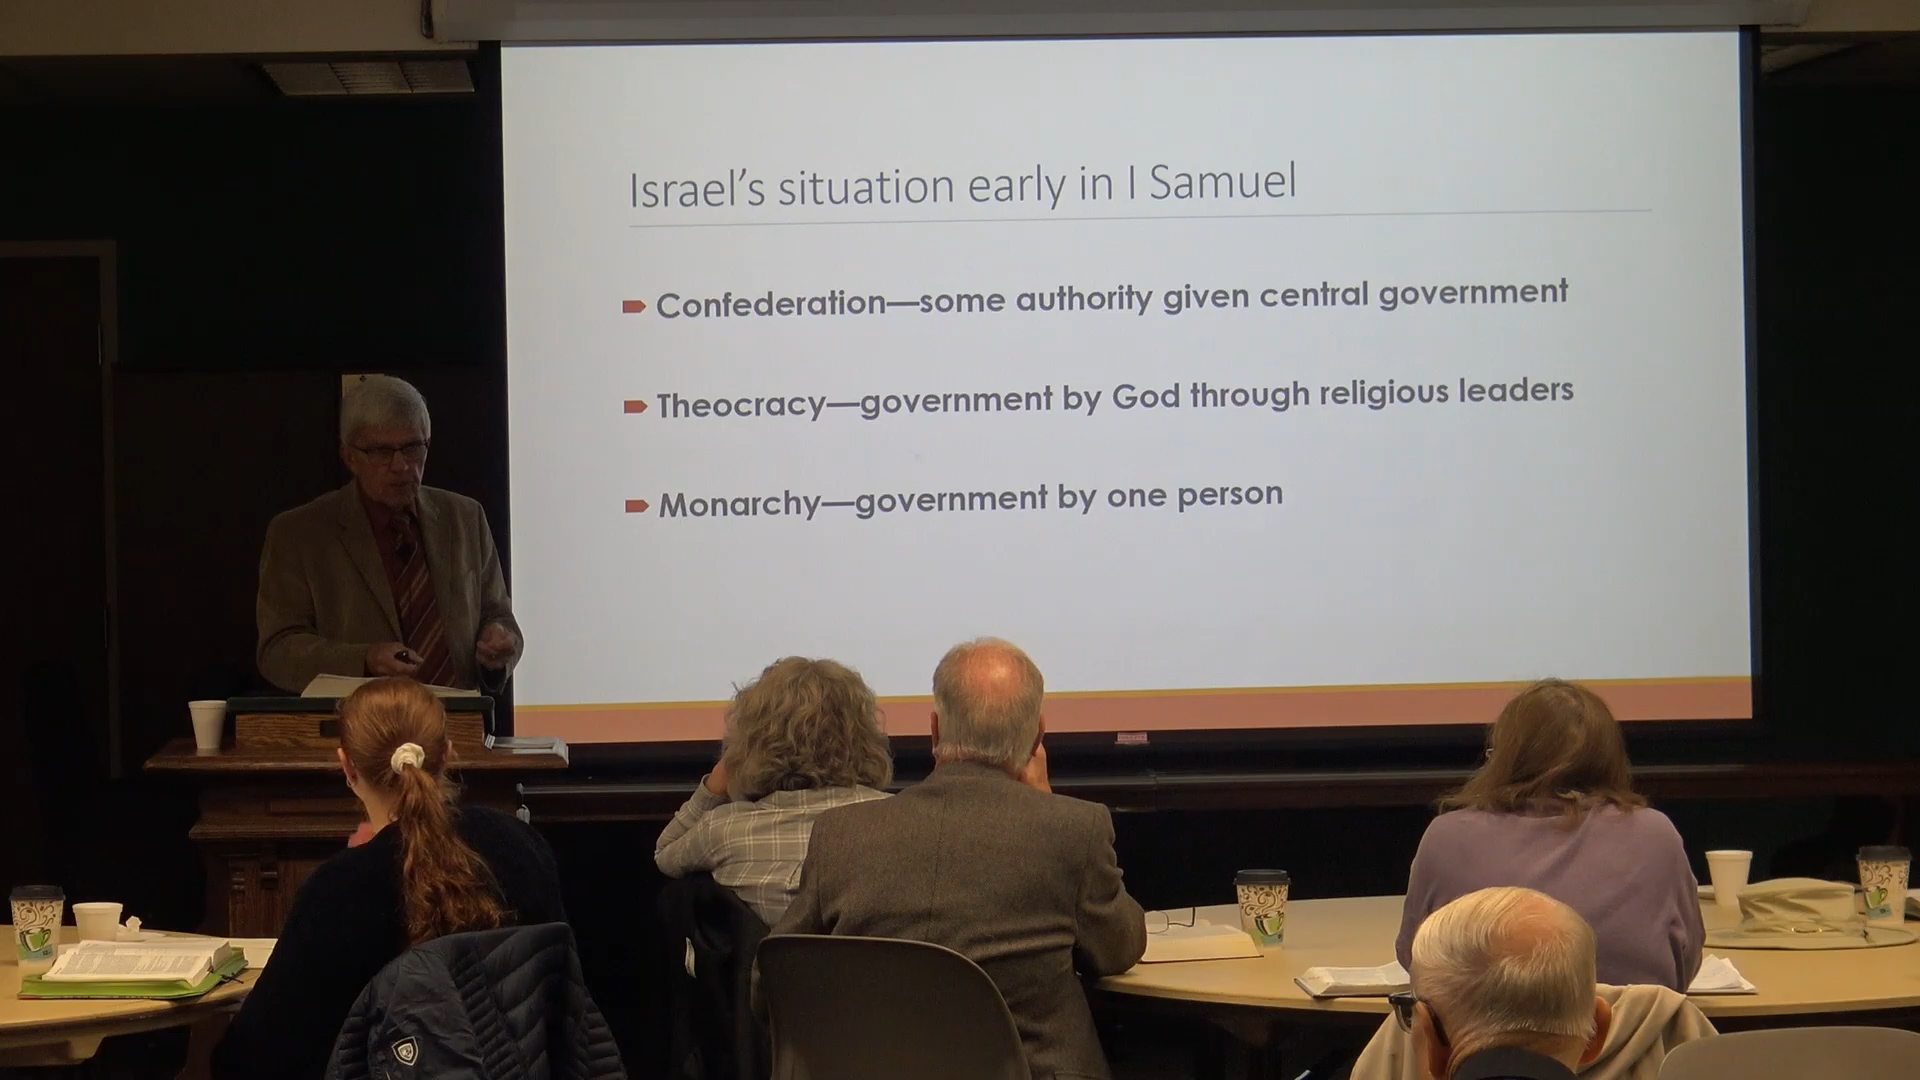 Israel’s situation early in I Samuel
Confederation—some authority given central government
Theocracy—government by God through religious leaders
Monarchy—government by one person